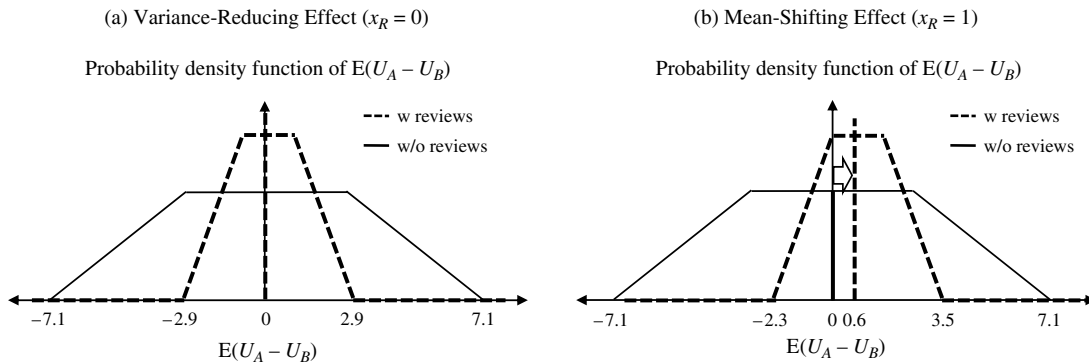 (a) Variance-Reducing Effect (x_R = 0)
Probability density function of E(U_A – U_B)
w reviews
w/o reviews
−7.1
−2.9
0
2.9
7.1
E(U_A – U_B)
(b) Mean-Shifting Effect (x_R = 1)
Probability density function of E(U_A – U_B)
w reviews
w/o reviews
−7.1
−2.3
0
0.6
3.5
7.1
E(U_A – U_B)